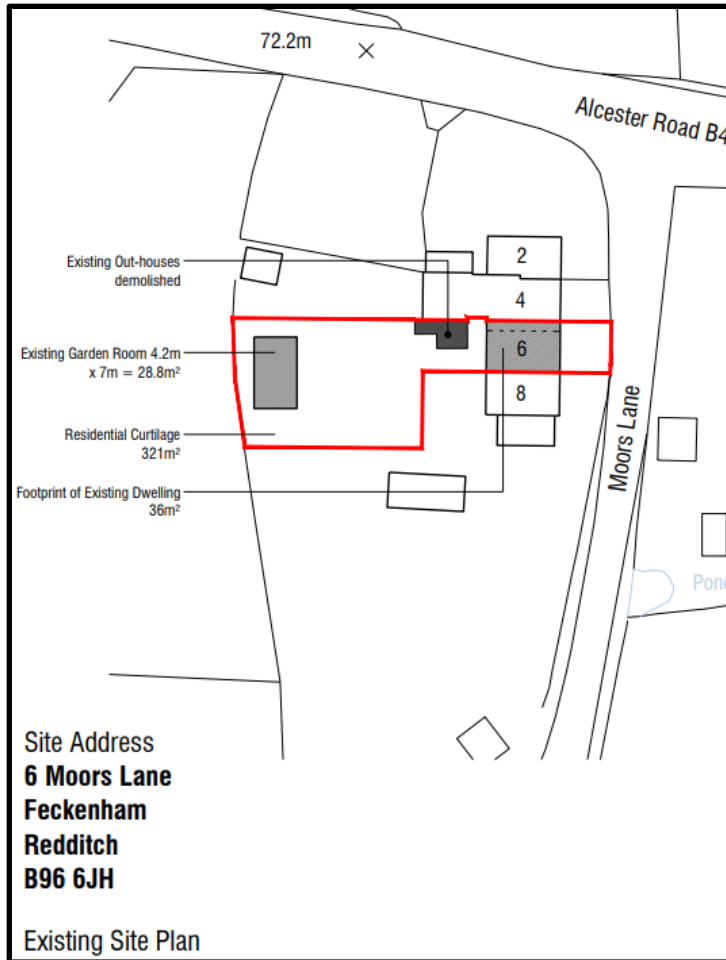 72.2m
Alcester Road B4
Existing Out-houses
demolished
2
4
Existing Garden Room 4.2m
x 7m = 28.8m²
6
8
Residential Curtilage
321m²
Moors Lane
Footprint of Existing Dwelling
36m²
Pond
Site Address
6 Moors Lane
Feckenham
Redditch
B96 6JH
Existing Site Plan